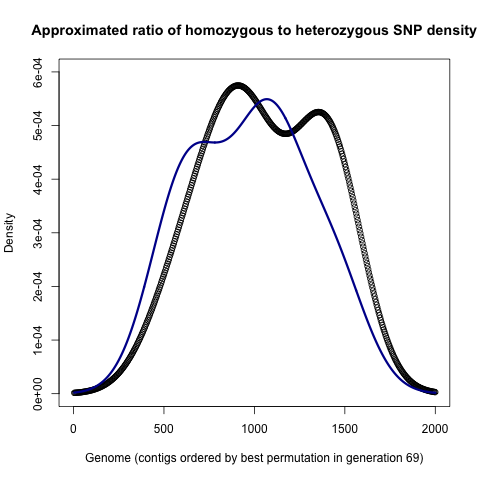 Approximated ratio of homozygous to heterozygous SNP density
6e-04
5e-04
4e-04
3e-04
2e-04
1e-04
0e+00
Density
0 500 1000 1500 2000
Genome (contigs ordered by best permutation in generation 69)